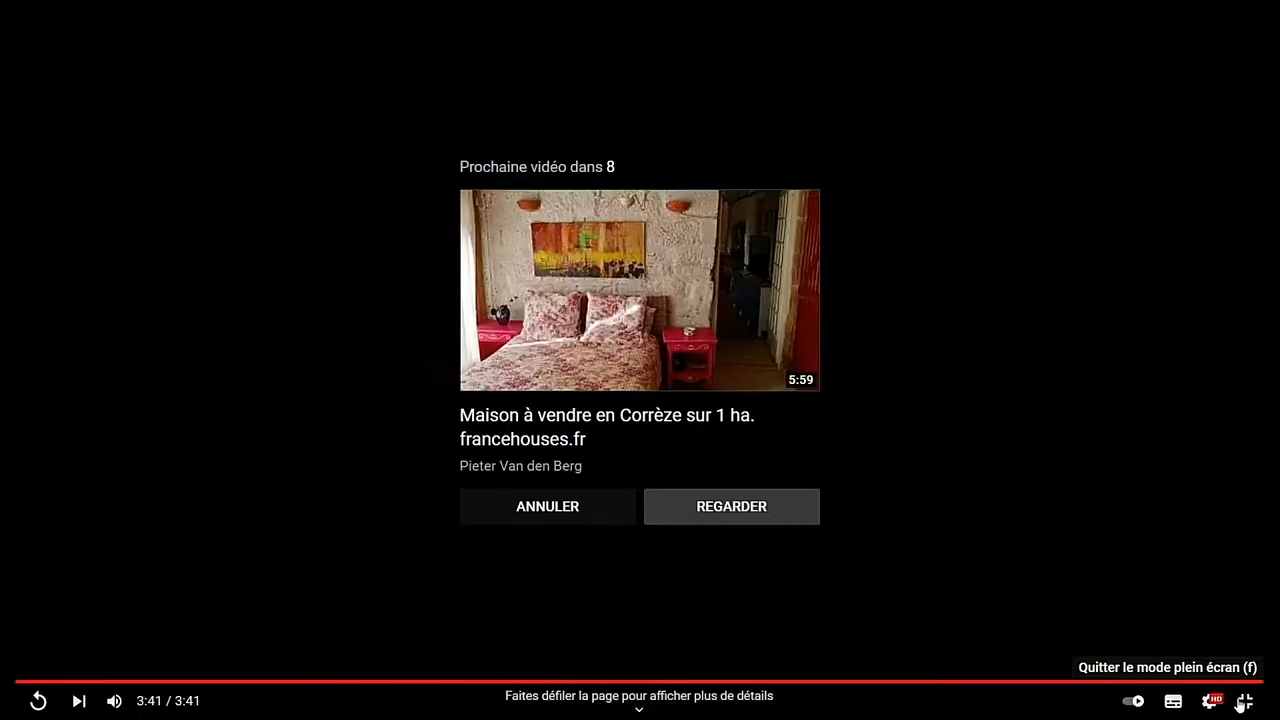 Prochaine vidéo dans 8
5:59
Maison à vendre en Corrèze sur 1 ha.
francehouses.fr
Pieter Van den Berg
ANNULER
REGARDER
Quitter le mode plein écran (f)
3:41 / 3:41
Faites défiler la page pour afficher plus de détails
HD